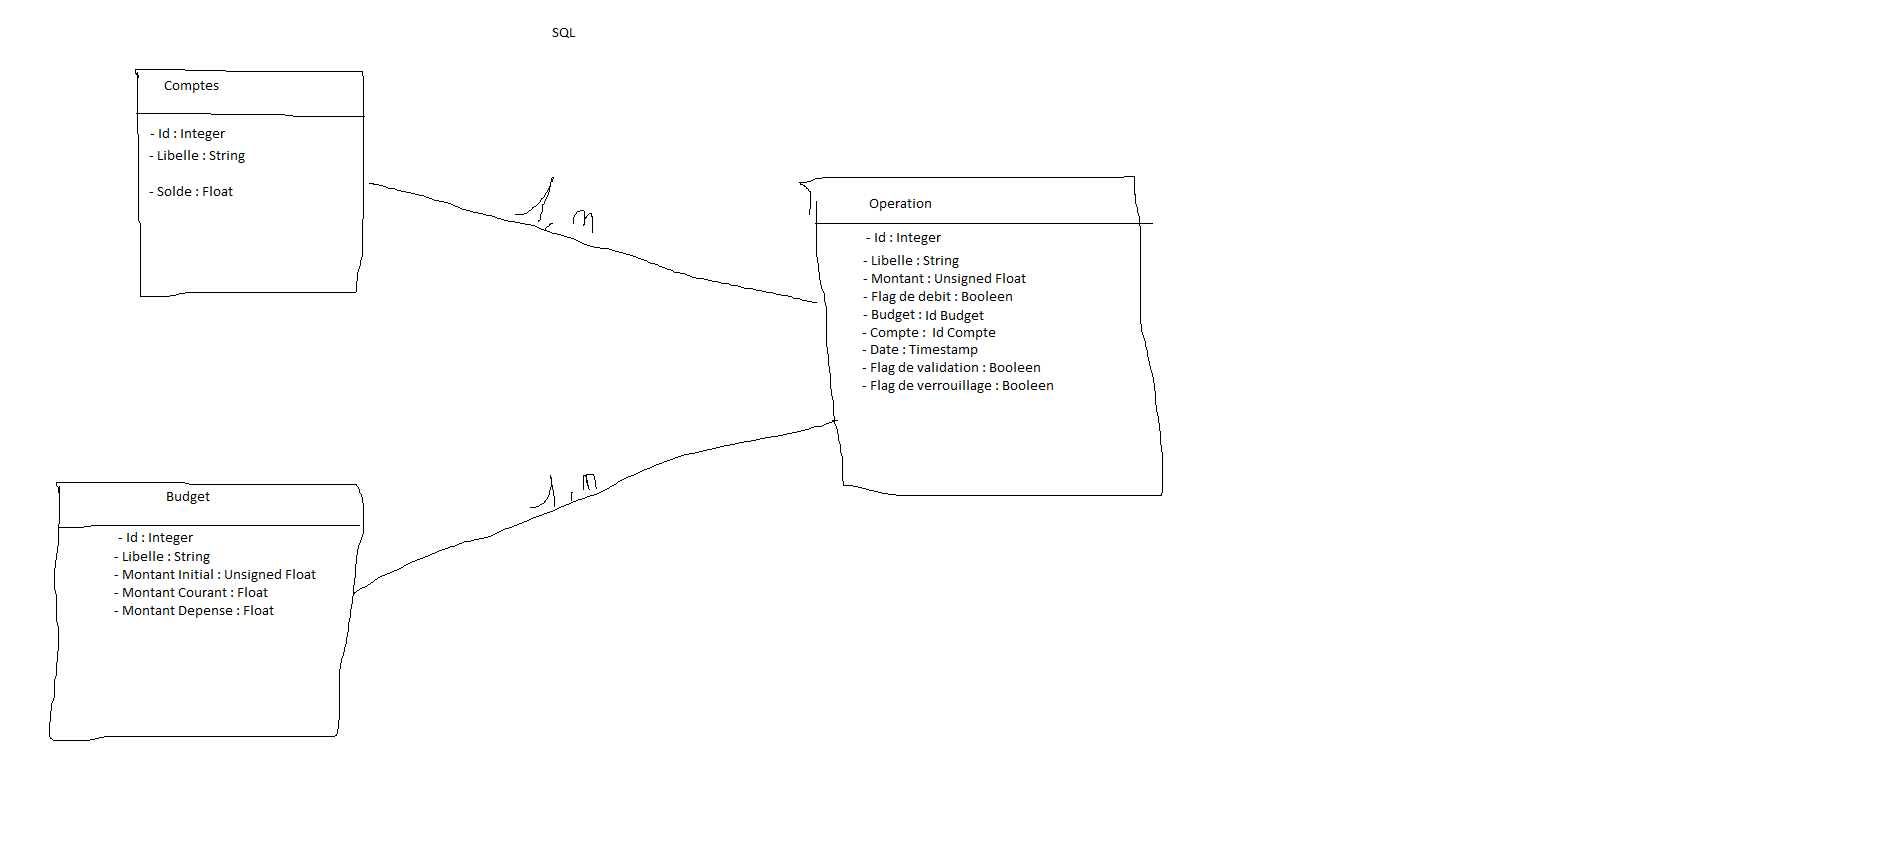 SQL
Comptes
- Id : Integer
- Libelle : String
- Solde : Float
1, n
Operation
- Id : Integer
- Libelle : String
- Montant : Unsigned Float
- Flag de debit : Booleen
- Budget : Id Budget
- Compte : Id Compte
- Date : Timestamp
- Flag de validation : Booleen
- Flag de verrouillage : Booleen
1, n
Budget
- Id : Integer
- Libelle : String
- Montant Initial : Unsigned Float
- Montant Courant : Float
- Montant Depense : Float